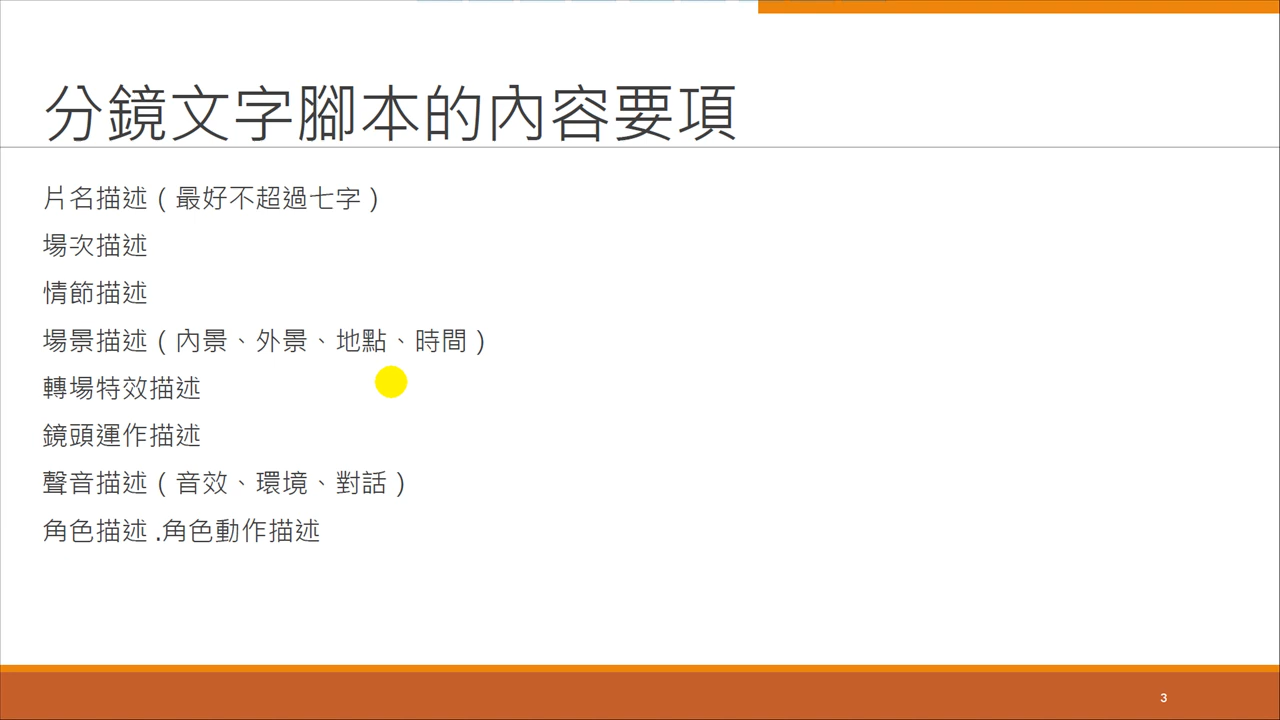 分鏡文字腳本的內容要項
片名描述（最好不超過七字）
場次描述
情節描述
場景描述（內景、外景、地點、時間）
轉場特效描述
鏡頭運作描述
聲音描述（音效、環境、對話）
角色描述 .角色動作描述
3